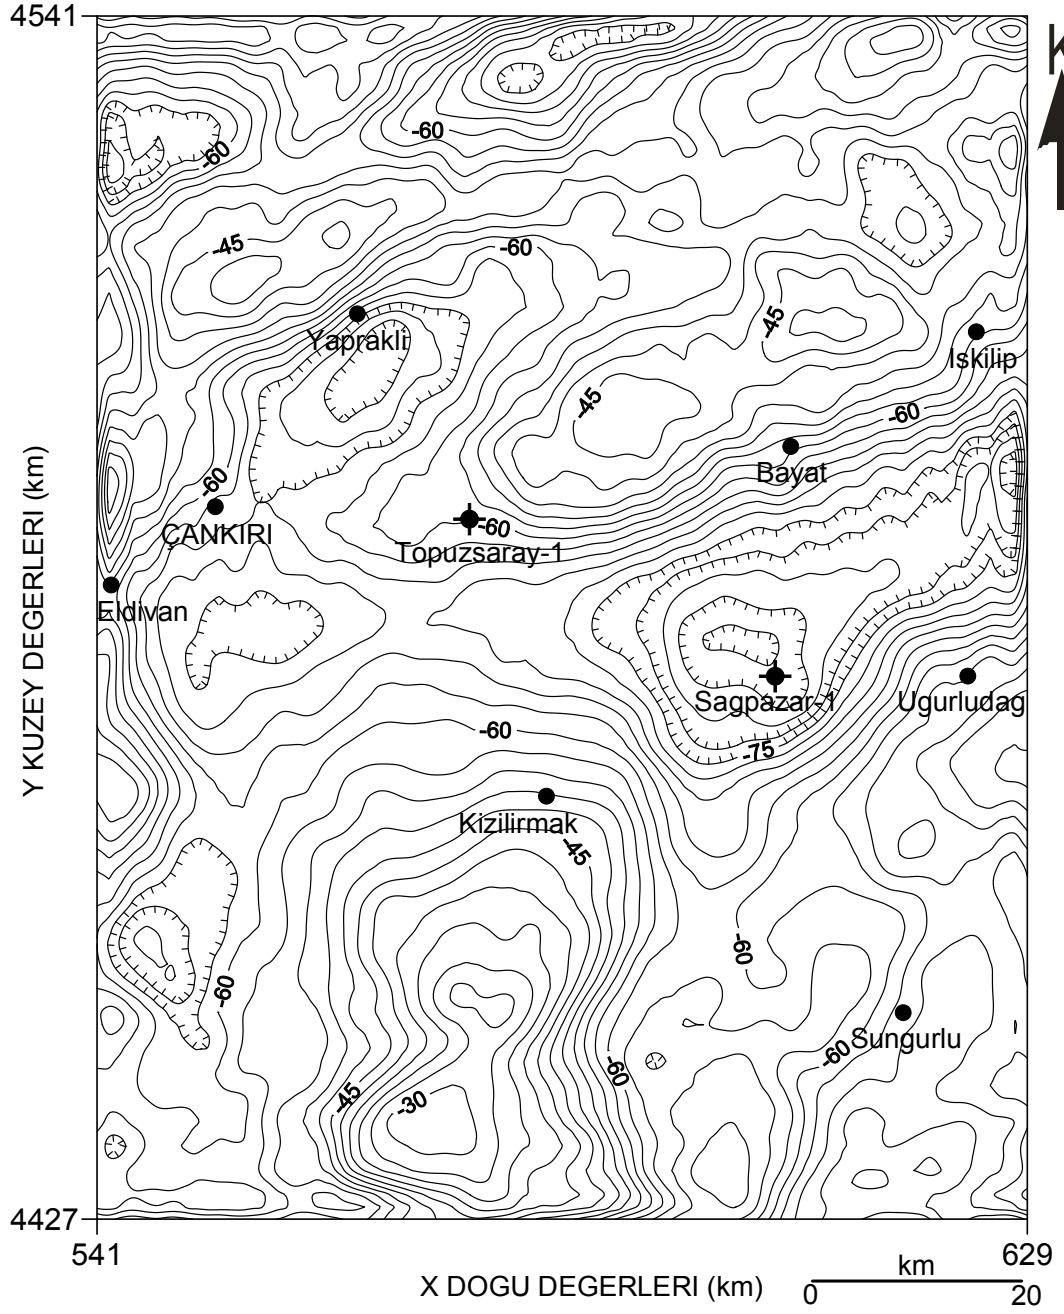 4541
K
-60
-60
-45
-60
-45
Yaprakli
Iskilip
-45
-60
Bayat
-60
ÇANKIRI
-60
Topuzsaray-1
Eldivan
Sagpazar-1
Ugurludag
-60
-75
Kizilirmak
-45
-60
-60
Sungurlu
-60
-60
-45
-30
4427
541
629
Y KUZEY DEGERLERI (km)
X DOGU DEGERLERI (km)
km
0
20